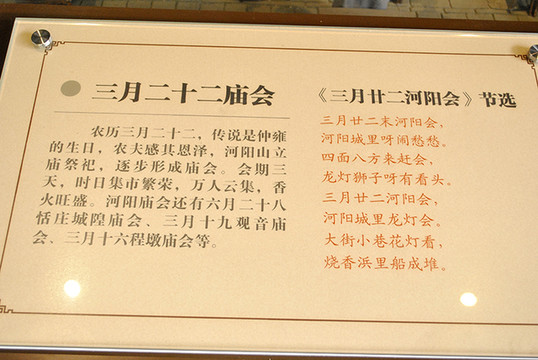 三月二十二庙会
农历三月二十二，传说是仲雍
的生日，农夫感其恩泽，河阳山立
庙祭祀，逐步形成庙会。会期三
天，时日集市繁荣，万人云集，香
火旺盛。河阳庙会还有六月二十八
恬庄城隍庙会、三月十九观音庙
会、三月十六程墩庙会等。
《三月廿二河阳会》节选
三月廿二末河阳会，
河阳城里呀闹愁愁。
四面八方来赶会，
龙灯狮子呀有看头。
三月廿二河阳会，
河阳城里龙灯会。
大街小巷花灯看，
烧香浜里船成堆。